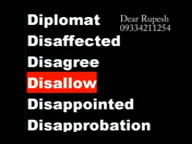 Diplomat
Dear Rupesh
09334211254
Disaffected
Disagree
Disallow
Disappointed
Disapprobation